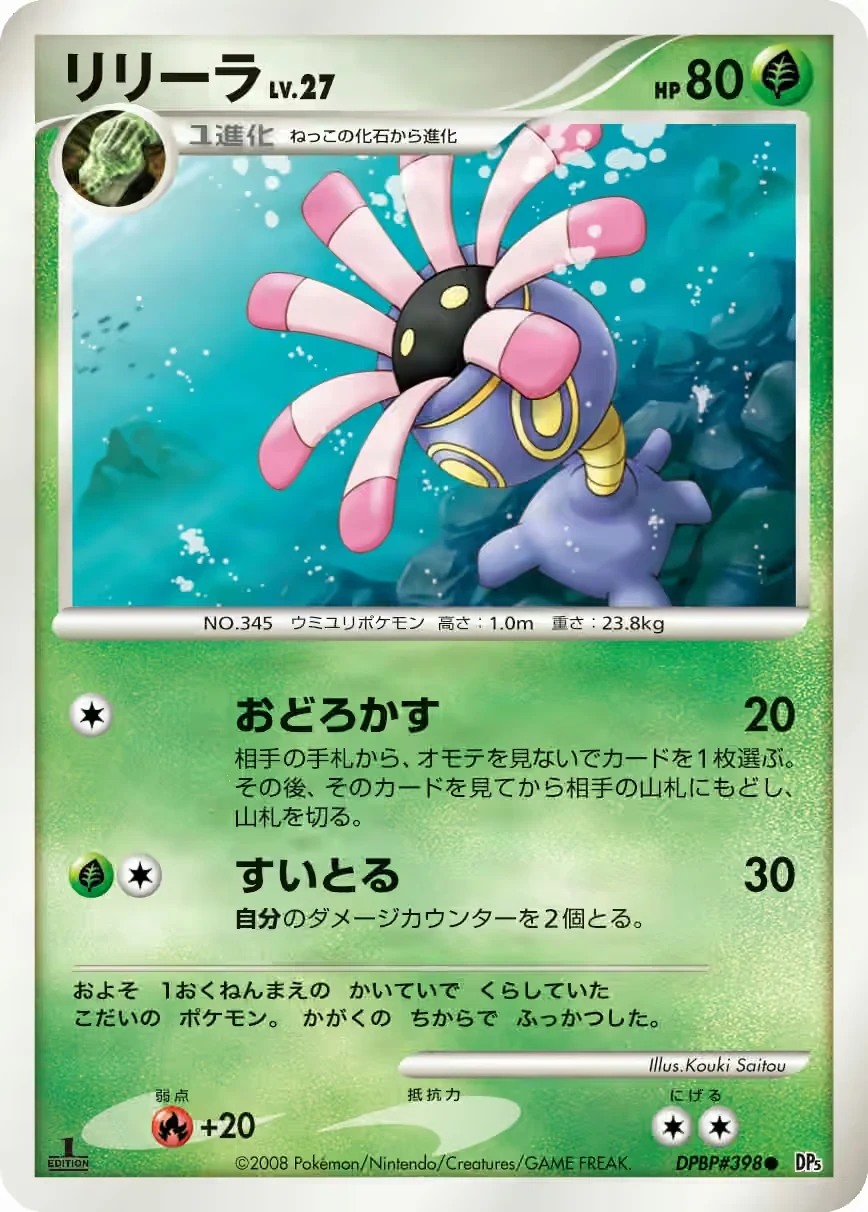 リリーラ LV.27 HP 80
1進化 ねっこの化石から進化
NO.345 ウミユリポケモン 高さ：1.0m 重さ：23.8kg
おどろかす 20
相手の手札から、オモテを見ないでカードを1枚選ぶ。
その後、そのカードを見てから相手の山札にもどし、
山札を切る。
すいとる 30
自分のダメージカウンターを2個とる。
およそ 1おくねんまえの かいていで くらしていた
こだいの ポケモン。 かがくの ちからで ふっかつした。
Illus.Kouki Saitou
弱点 抵抗力 にげる
+20
1 EDITION
©2008 Pokémon/Nintendo/Creatures/GAME FREAK. DPBP#398 DP5